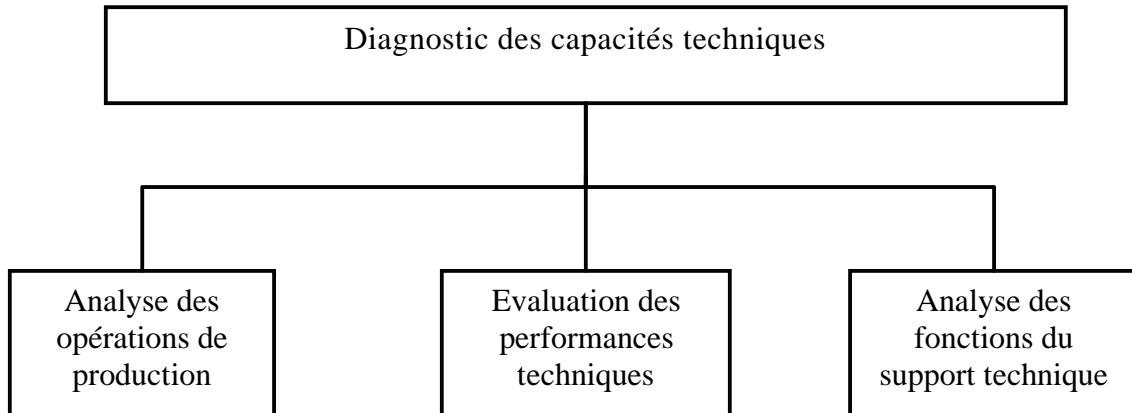 Diagnostic des capacités techniques
Analyse des
opérations de
production
Evaluation des
performances
techniques
Analyse des
fonctions du
support technique